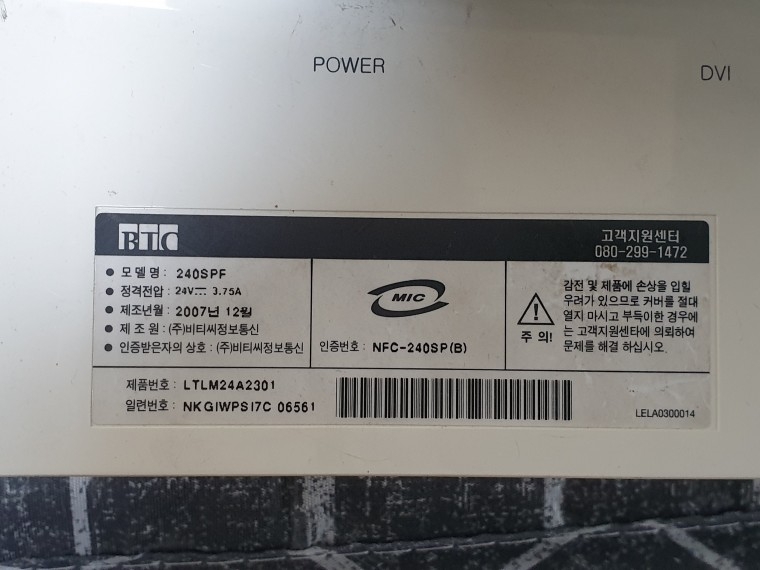 POWER
DVI
BTC
고객지원센터
080-299-1472
● 모 델 명 : 240SPF
● 정격전압 : 24V⎓ 3.75A
● 제조년월 : 2007년 12월
● 제 조 원 : (주)비티씨정보통신
● 인증받은자의 상호 : (주)비티씨정보통신
MIC
인증번호 : NFC-240SP(B)
주 의!
감전 및 제품에 손상을 입힐
우려가 있으므로 커버를 절대
열지 마시고 부득이한 경우에
는 고객지원센타에 의뢰하여
문제를 해결 하십시오.
제품번호 : LTLM24A2301
일련번호 : NKGIWPSI7C 06561
LELA0300014